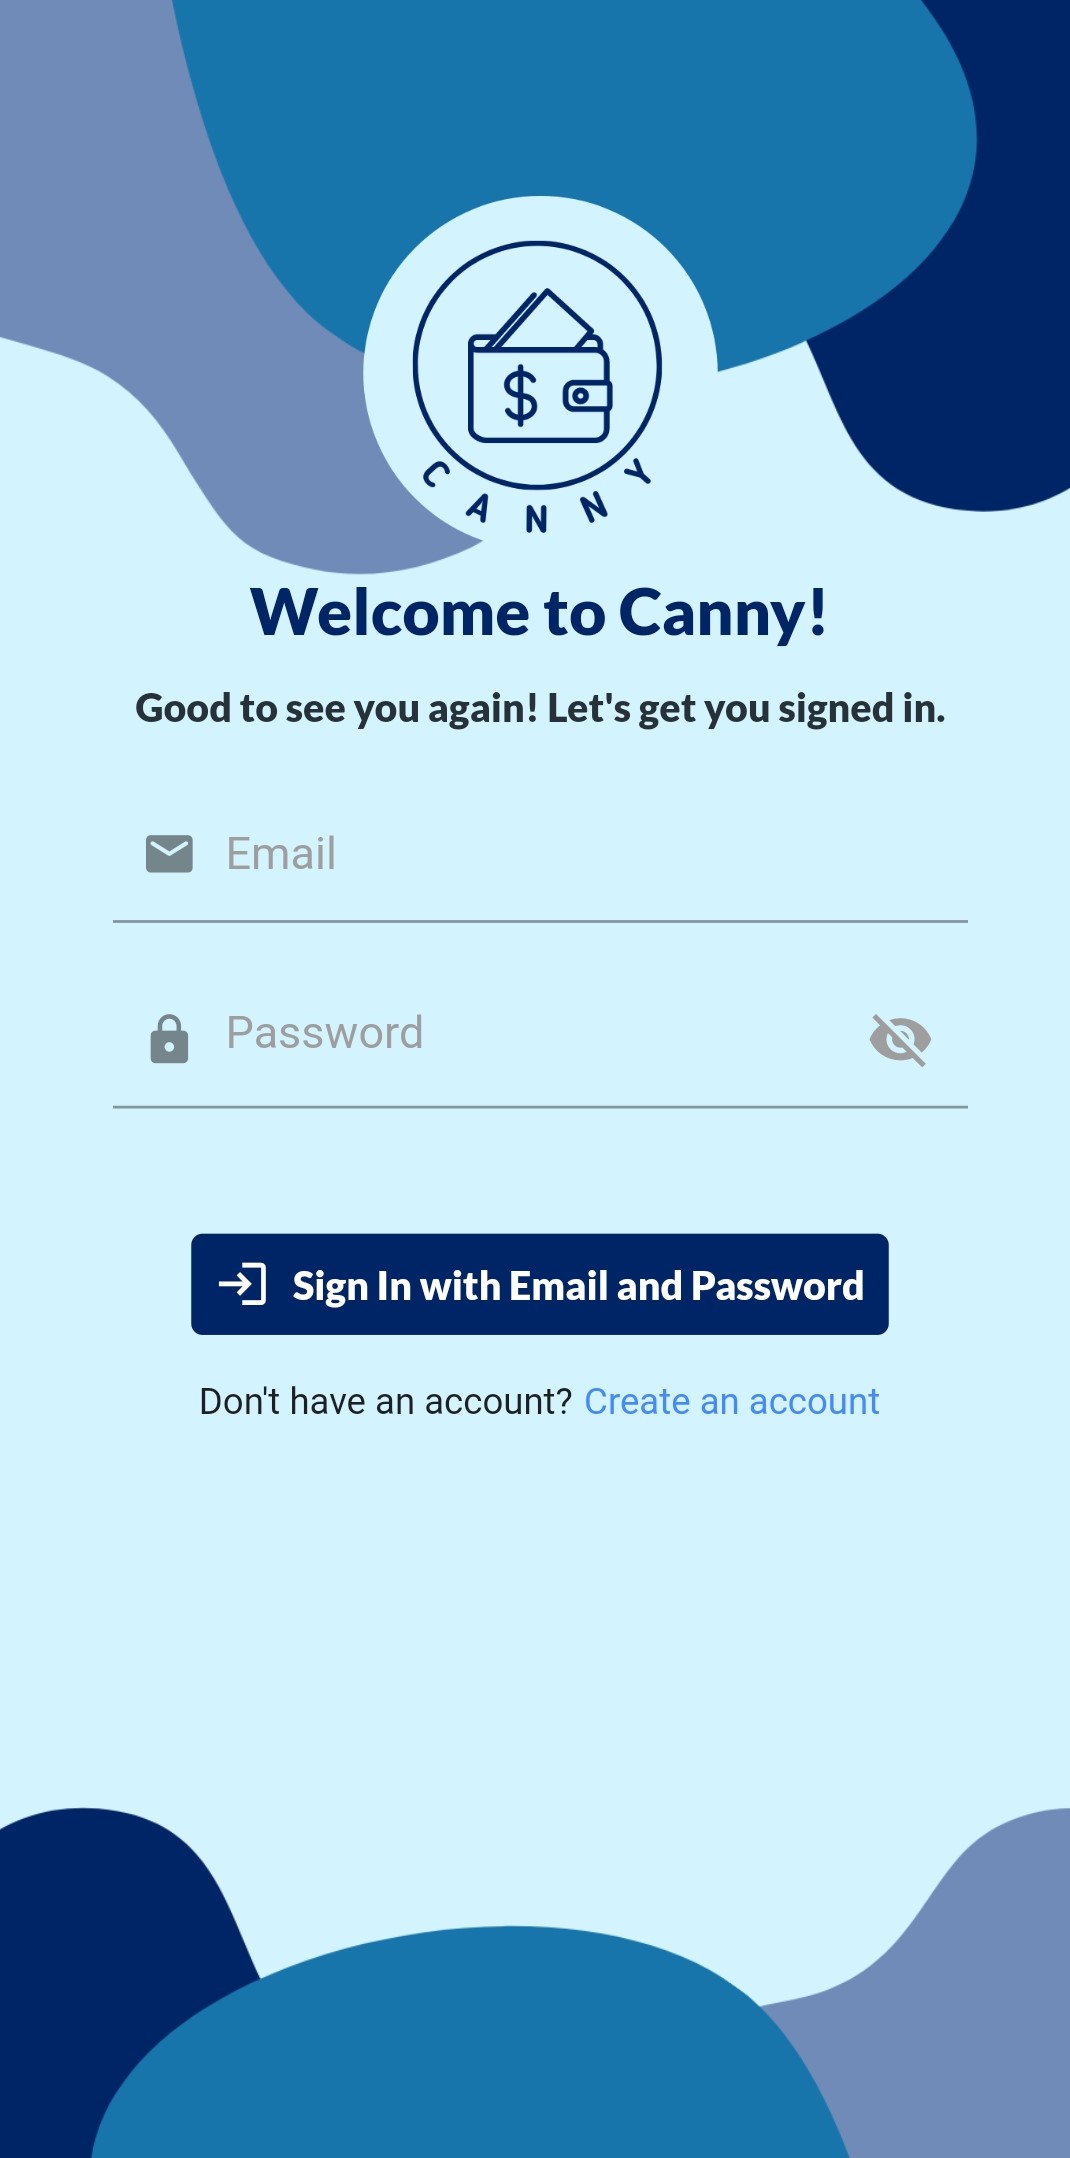 $
CANNY
Welcome to Canny!
Good to see you again! Let's get you signed in.
Email
Password
Sign In with Email and Password
Don't have an account? Create an account